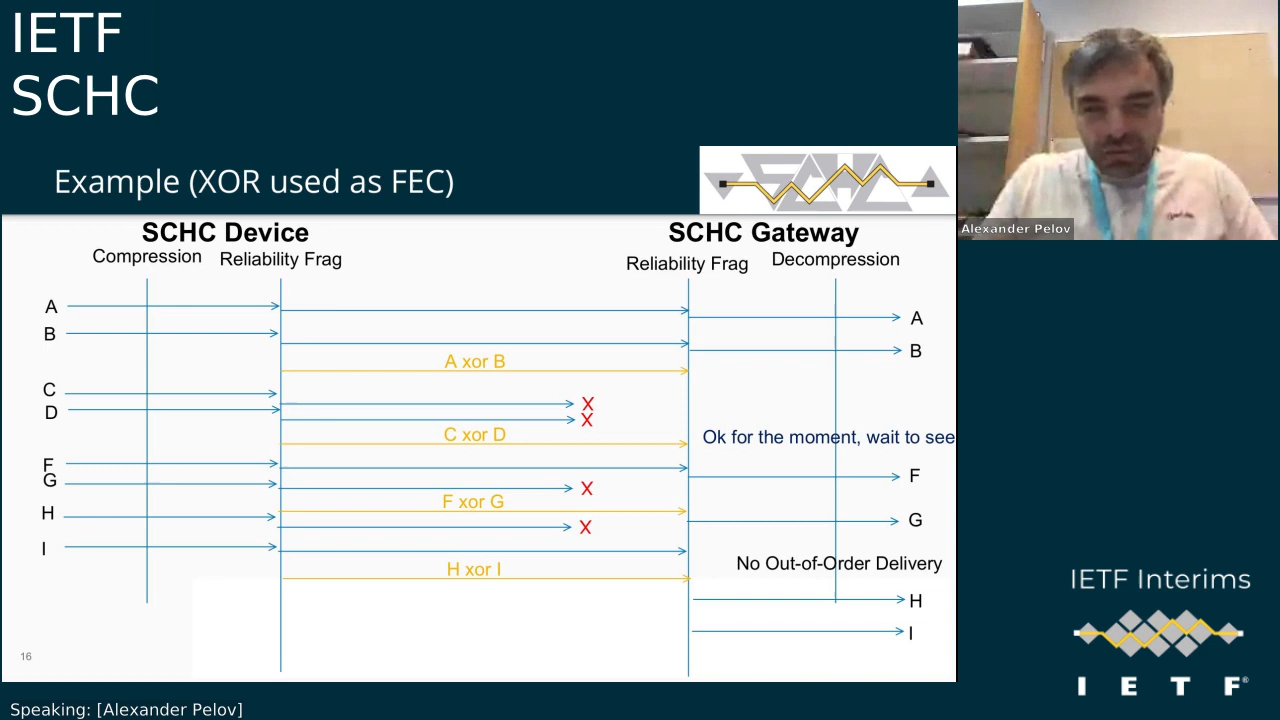 IETF
SCHC
Example (XOR used as FEC)
SCHC
SCHC Device
SCHC Gateway
Compression
Reliability Frag
Reliability Frag
Decompression
A
A
B
B
A xor B
C
X
D
X
C xor D
Ok for the moment, wait to see
F
F
G
X
F xor G
H
G
X
I
No Out-of-Order Delivery
H xor I
H
I
16
Alexander Pelov
IETF Interims
I E T F®
Speaking: [Alexander Pelov]